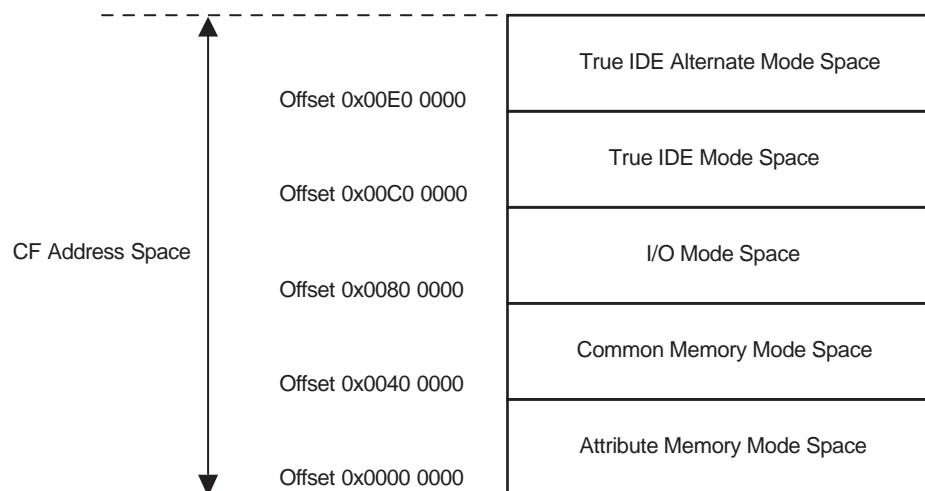 True IDE Alternate Mode Space
Offset 0x00E0 0000
True IDE Mode Space
Offset 0x00C0 0000
CF Address Space
I/O Mode Space
Offset 0x0080 0000
Common Memory Mode Space
Offset 0x0040 0000
Attribute Memory Mode Space
Offset 0x0000 0000